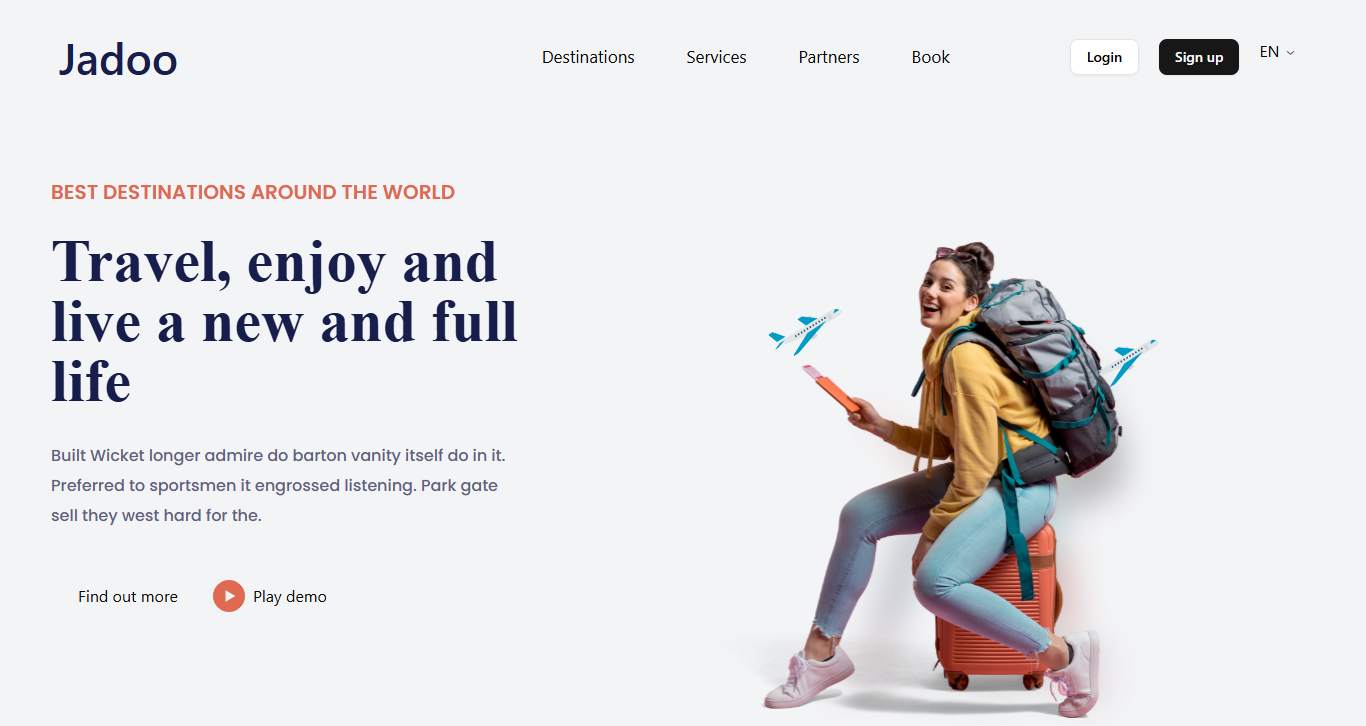 Jadoo
Destinations
Services
Partners
Book
Login
Sign up
EN
BEST DESTINATIONS AROUND THE WORLD
Travel, enjoy and
live a new and full
life
Built Wicket longer admire do barton vanity itself do in it.
Preferred to sportsmen it engrossed listening. Park gate
sell they west hard for the.
Find out more
Play demo